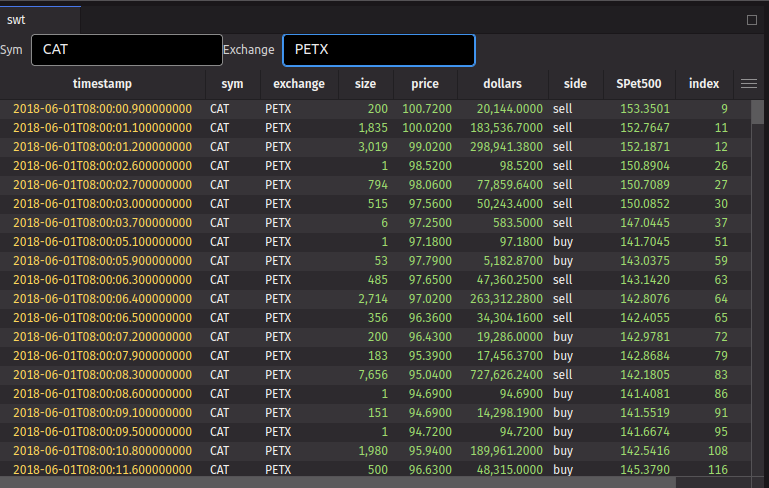 swt
Sym CAT Exchange PETX
timestamp sym exchange size price dollars side SPet500 index
2018-06-01T08:00:00.900000000 CAT PETX 200 100.7200 20,144.0000 sell 153.3501 9
2018-06-01T08:00:01.100000000 CAT PETX 1,835 100.0200 183,536.7000 sell 152.7647 11
2018-06-01T08:00:01.200000000 CAT PETX 3,019 99.0200 298,941.3800 sell 152.1871 12
2018-06-01T08:00:02.600000000 CAT PETX 1 98.5200 98.5200 sell 150.8904 26
2018-06-01T08:00:02.700000000 CAT PETX 794 98.0600 77,859.6400 sell 150.7089 27
2018-06-01T08:00:03.000000000 CAT PETX 515 97.5600 50,243.4000 sell 150.0852 30
2018-06-01T08:00:03.700000000 CAT PETX 6 97.2500 583.5000 sell 147.0445 37
2018-06-01T08:00:05.100000000 CAT PETX 1 97.1800 97.1800 buy 141.7045 51
2018-06-01T08:00:05.900000000 CAT PETX 53 97.7900 5,182.8700 buy 143.0375 59
2018-06-01T08:00:06.300000000 CAT PETX 485 97.6500 47,360.2500 sell 143.1420 63
2018-06-01T08:00:06.400000000 CAT PETX 2,714 97.0200 263,312.2800 sell 142.8076 64
2018-06-01T08:00:06.500000000 CAT PETX 356 96.3600 34,304.1600 sell 142.4055 65
2018-06-01T08:00:07.200000000 CAT PETX 200 96.4300 19,286.0000 buy 142.9781 72
2018-06-01T08:00:07.900000000 CAT PETX 183 95.3900 17,456.3700 buy 142.8684 79
2018-06-01T08:00:08.300000000 CAT PETX 7,656 95.0400 727,626.2400 sell 142.1805 83
2018-06-01T08:00:08.600000000 CAT PETX 1 94.6900 94.6900 buy 141.4081 86
2018-06-01T08:00:09.100000000 CAT PETX 151 94.6900 14,298.1900 buy 141.5519 91
2018-06-01T08:00:09.500000000 CAT PETX 1 94.7200 94.7200 buy 141.6674 95
2018-06-01T08:00:10.800000000 CAT PETX 1,980 95.9400 189,961.2000 buy 142.5416 108
2018-06-01T08:00:11.600000000 CAT PETX 500 96.6300 48,315.0000 buy 145.3790 116